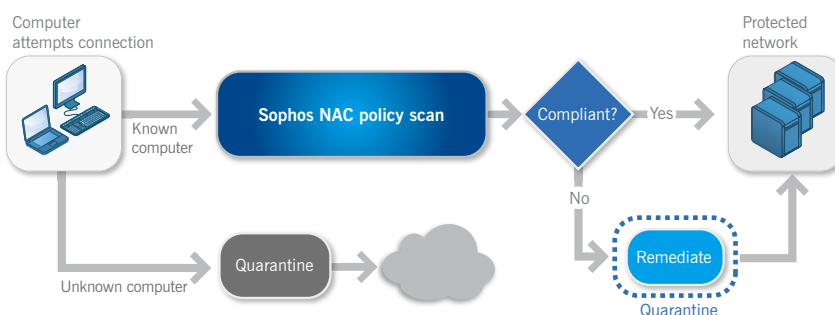 Computer
attempts connection
Protected
network
Sophos NAC policy scan
Compliant?
Yes
Known
computer
No
Quarantine
Remediate
Unknown computer
Quarantine